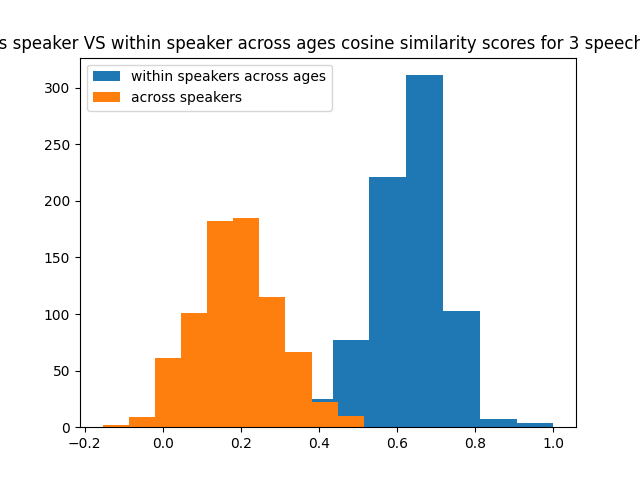 s speaker VS within speaker across ages cosine similarity scores for 3 speech
within speakers across ages
across speakers
300
250
200
150
100
50
0
−0.2 0.0 0.2 0.4 0.6 0.8 1.0